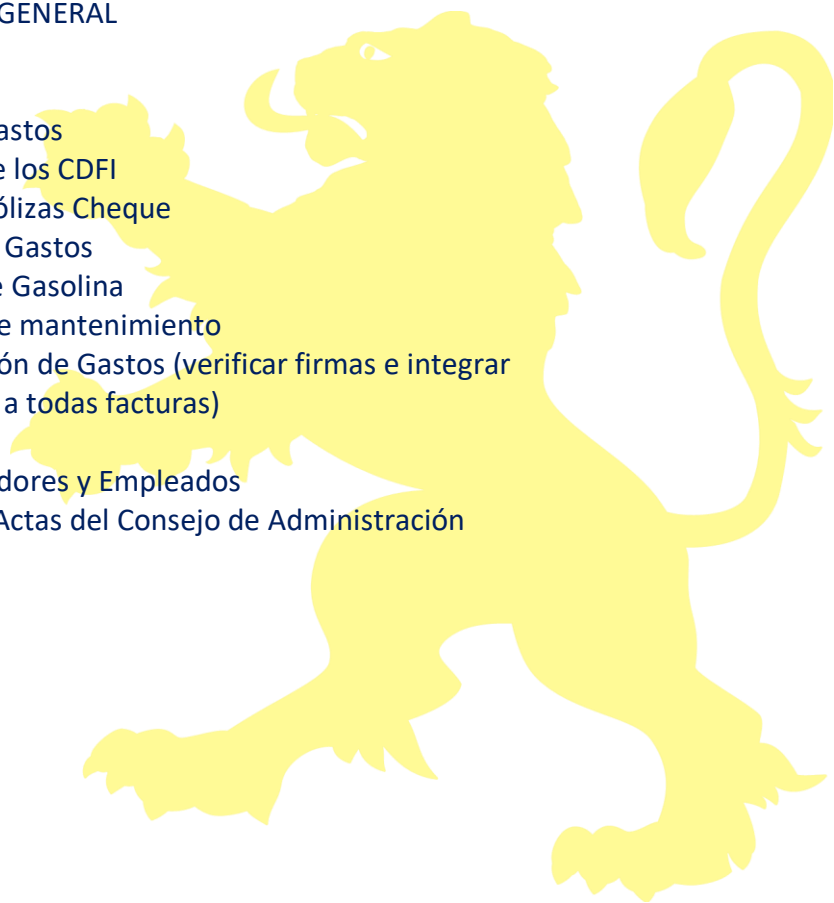 GENERAL
astos
e los CDFI
ólizas Cheque
Gastos
e Gasolina
e mantenimiento
ón de Gastos (verificar firmas e integrar
a todas facturas)
dores y Empleados
Actas del Consejo de Administración